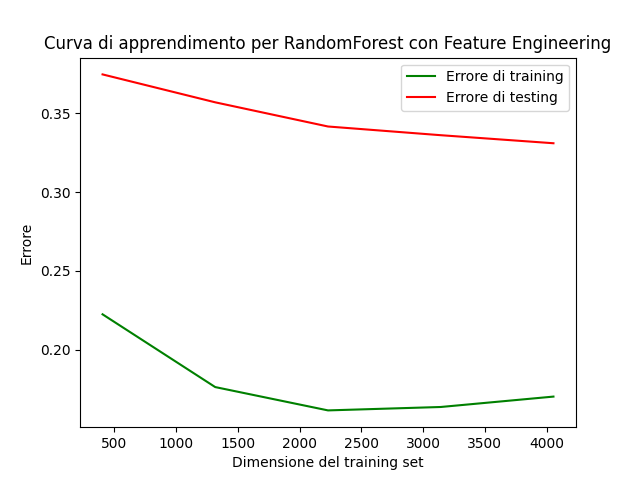 Curva di apprendimento per RandomForest con Feature Engineering
Errore di training
Errore di testing
0.35
0.30
0.25
0.20
Errore
500 1000 1500 2000 2500 3000 3500 4000
Dimensione del training set